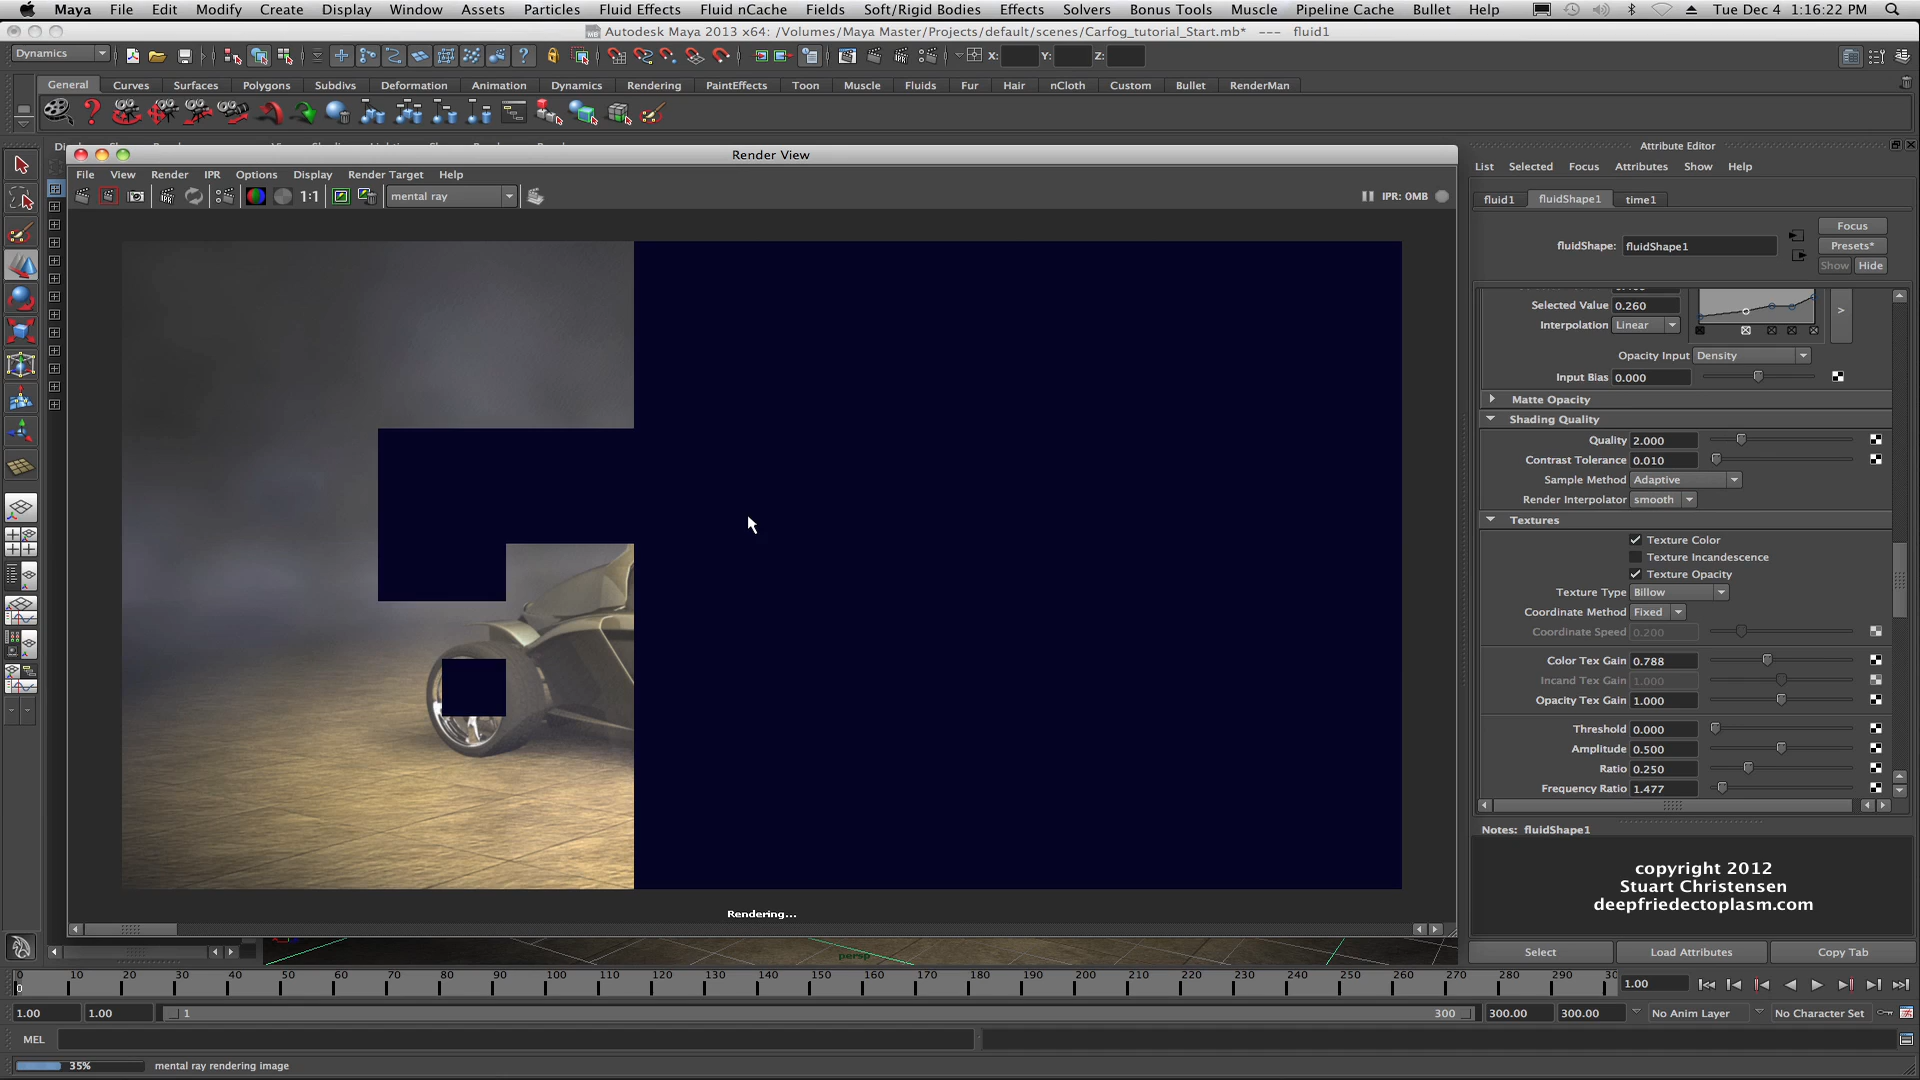 Maya File Edit Modify Create Display Window Assets Particles Fluid Effects Fluid nCache Fields Soft/Rigid Bodies Effects Solvers Bonus Tools Muscle Pipeline Cache Bullet Help Tue Dec 4 1:16:22 PM
Autodesk Maya 2013 x64: /Volumes/Maya Master/Projects/default/scenes/Carfog_tutorial_Start.mb* --- fluid1
Dynamics X: Y: Z:
General Curves Surfaces Polygons Subdivs Deformation Animation Dynamics Rendering PaintEffects Toon Muscle Fluids Fur Hair nCloth Custom Bullet RenderMan
Render View
File View Render IPR Options Display Render Target Help
1:1 mental ray IPR: 0MB
Rendering...
persp
Attribute Editor
List Selected Focus Attributes Show Help
fluid1 fluidShape1 time1
Focus
fluidShape: fluidShape1 Presets*
Show Hide
Selected Value 0.260
Interpolation Linear
>
Opacity Input Density
Input Bias 0.000
Matte Opacity
Shading Quality
Quality 2.000
Contrast Tolerance 0.010
Sample Method Adaptive
Render Interpolator smooth
Textures
Texture Color
Texture Incandescence
Texture Opacity
Texture Type Billow
Coordinate Method Fixed
Coordinate Speed 0.200
Color Tex Gain 0.788
Incand Tex Gain 1.000
Opacity Tex Gain 1.000
Threshold 0.000
Amplitude 0.500
Ratio 0.250
Frequency Ratio 1.477
Notes: fluidShape1
copyright 2012
Stuart Christensen
deepfriedectoplasm.com
Select Load Attributes Copy Tab
0 10 20 30 40 50 60 70 80 90 100 110 120 130 140 150 160 170 180 190 200 210 220 230 240 250 260 270 280 290 1.00
0
1.00 1.00 1 300 300.00 300.00 No Anim Layer No Character Set
MEL
35% mental ray rendering image